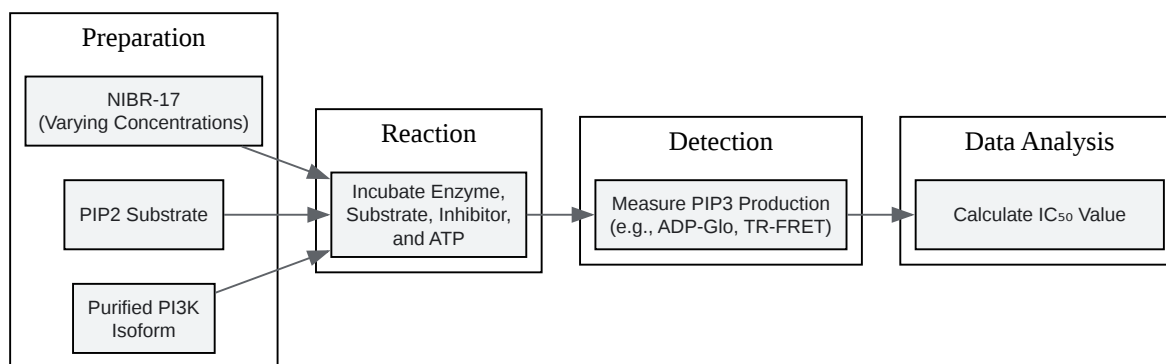 Preparation
NIBR-17
(Varying Concentrations)
PIP2 Substrate
Purified PI3K
Isoform
Reaction
Incubate Enzyme,
Substrate, Inhibitor,
and ATP
Detection
Measure PIP3 Production
(e.g., ADP-Glo, TR-FRET)
Data Analysis
Calculate IC₅₀ Value